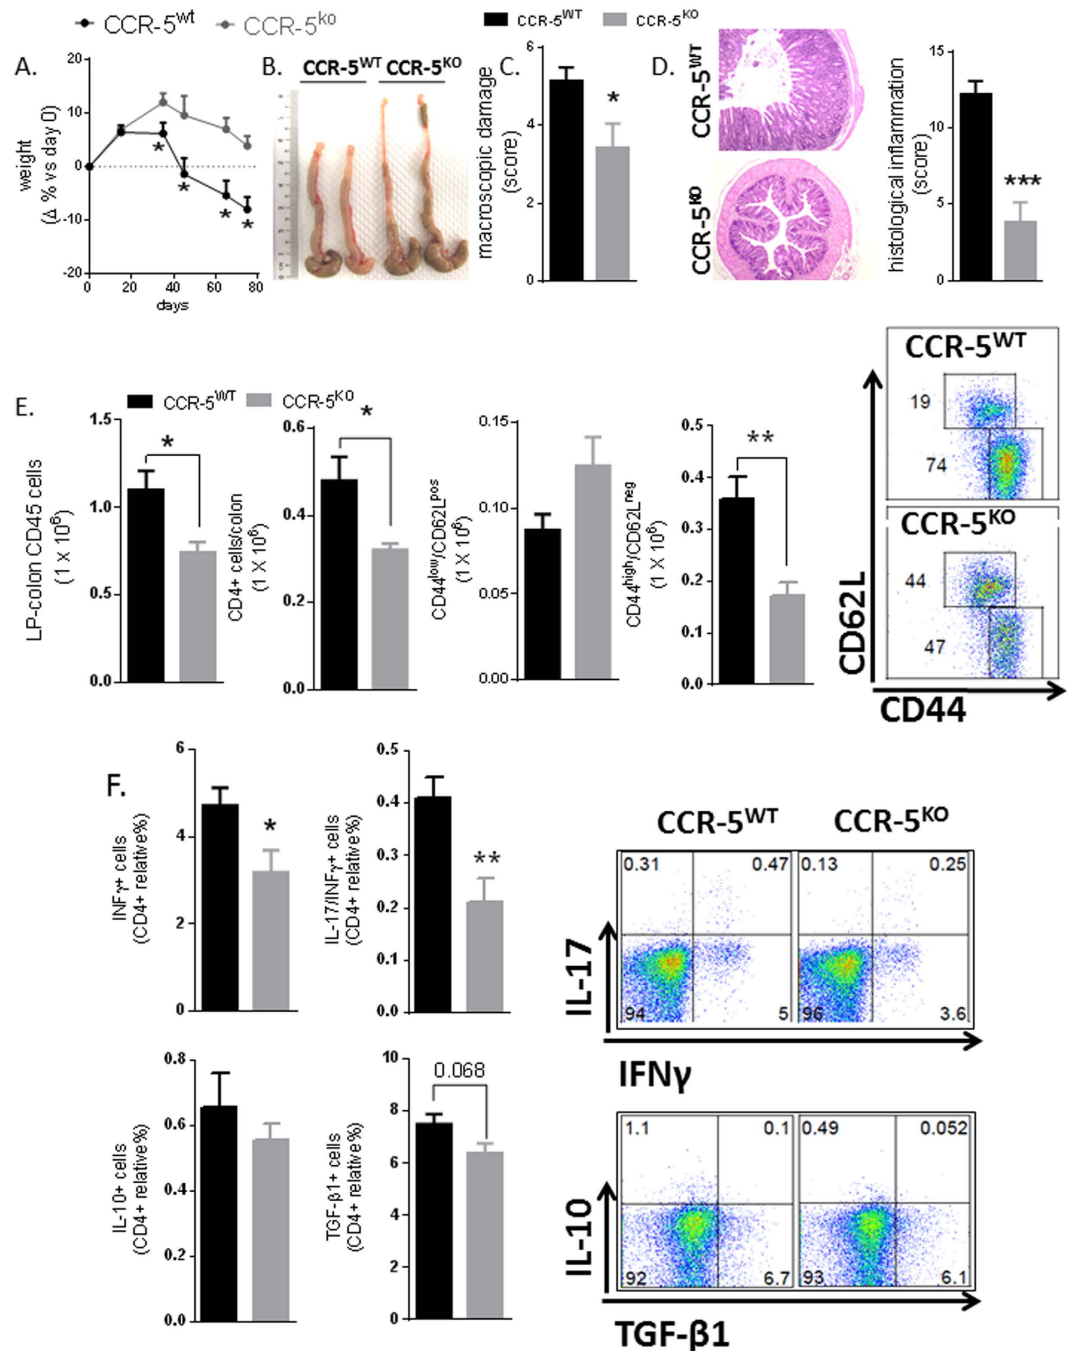 CCR-5wt CCR-5ko
CCR-5WT CCR-5KO
A.
weight
(Δ % vs day 0)
20
10
0
-10
-20
* * * *
0 20 40 60 80
days
B.
CCR-5WT CCR-5KO
C.
macroscopic damage
(score)
6
4
2
0
*
D.
CCR-5WT
CCR-5KO
histological inflammation
(score)
15
10
5
0
***
E.
CCR-5WT CCR-5KO
LP-colon CD45 cells
(1 X 10⁶)
1.5
1.0
0.5
0.0
*
CD4+ cells/colon
(1 X 10⁶)
0.6
0.4
0.2
0.0
*
CD44low/CD62Lpos
(1 X 10⁶)
0.15
0.10
0.05
0.00
CD44high/CD62Lneg
(1 X 10⁶)
0.5
0.4
0.3
0.2
0.1
0.0
**
CCR-5WT
19
74
CCR-5KO
44
47
CD62L
CD44
F.
INFγ+ cells
(CD4+ relative%)
6
4
2
0
*
IL-17/INFγ+ cells
(CD4+ relative%)
0.5
0.4
0.3
0.2
0.1
0.0
**
CCR-5WT CCR-5KO
0.31 0.47 0.13 0.25
94 5 96 3.6
IL-17
IFNγ
IL-10+ cells
(CD4+ relative%)
0.8
0.6
0.4
0.2
0.0
TGF-β1+ cells
(CD4+ relative%)
10
8
6
4
2
0
0.068
1.1 0.1 0.49 0.052
92 6.7 93 6.1
IL-10
TGF-β1